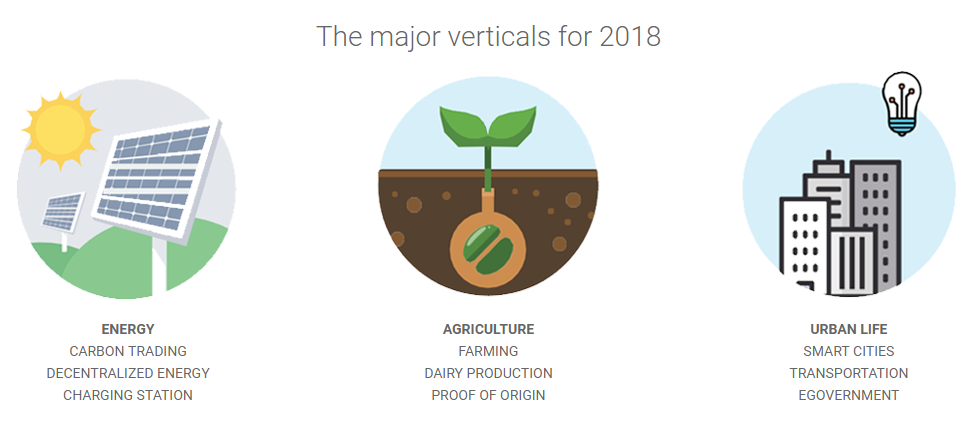 The major verticals for 2018
ENERGY
CARBON TRADING
DECENTRALIZED ENERGY
CHARGING STATION
AGRICULTURE
FARMING
DAIRY PRODUCTION
PROOF OF ORIGIN
URBAN LIFE
SMART CITIES
TRANSPORTATION
EGOVERNMENT